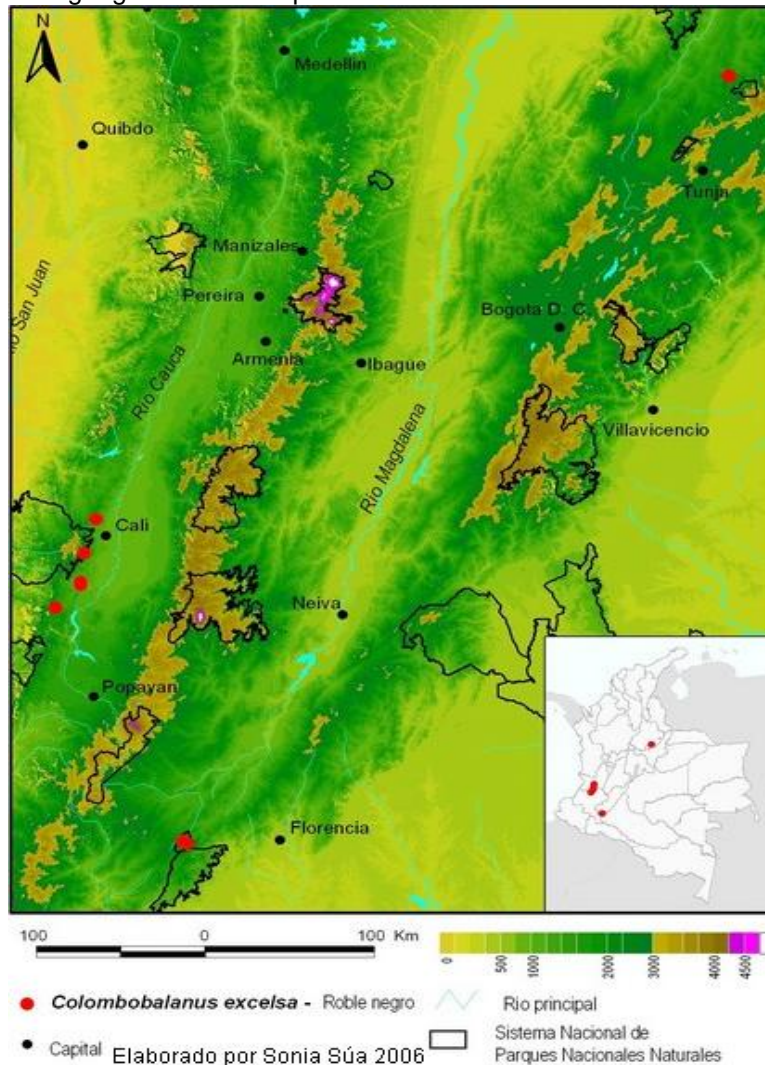 N
Medellin
Quibdo
Tunja
Manizales
Pereira
Bogota D. C.
Armenia
Ibague
San Juan
Rio Cauca
Rio Magdalena
Villavicencio
Cali
Neiva
Popayan
Florencia
100 0 100 Km
0 500 1000 2000 3000 4000 4500
Colombobalanus excelsa - Roble negro
Rio principal
Capital
Elaborado por Sonia Súa 2006
Sistema Nacional de
Parques Nacionales Naturales